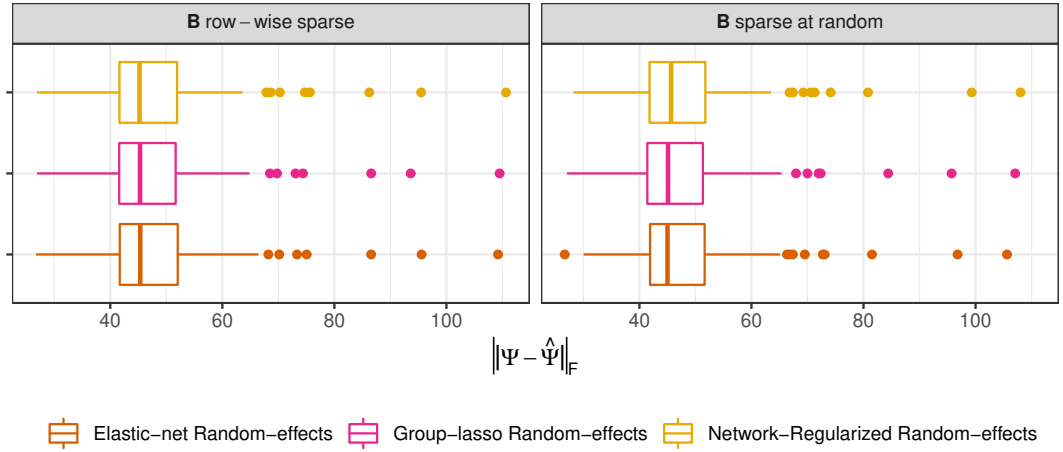 B row−wise sparse
B sparse at random
40 60 80 100
40 60 80 100
||Ψ − Ψ̂||F
Elastic−net Random−effects
Group−lasso Random−effects
Network−Regularized Random−effects